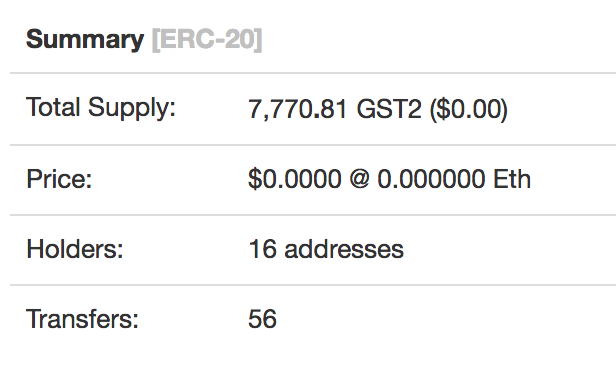 Summary [ERC-20]
Total Supply: 7,770.81 GST2 ($0.00)
Price: $0.0000 @ 0.000000 Eth
Holders: 16 addresses
Transfers: 56